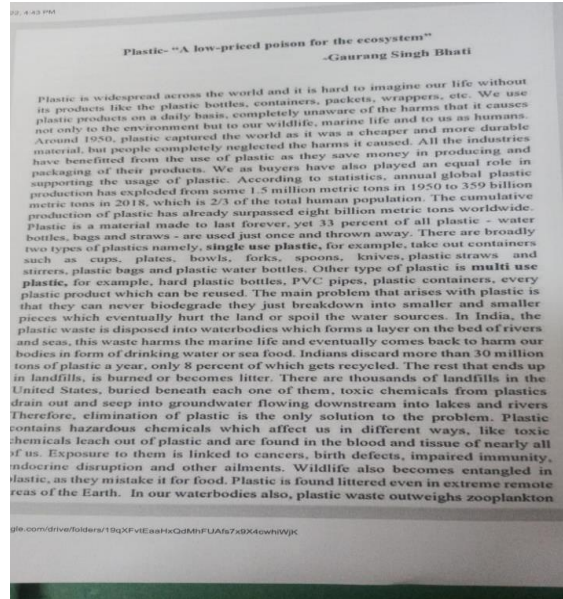 22, 4:43 PM
Plastic- “A low-priced poison for the ecosystem”
-Gaurang Singh Bhati
Plastic is widespread across the world and it is hard to imagine our life without
its products like the plastic bottles, containers, packets, wrappers, etc. We use
plastic products on a daily basis, completely unaware of the harms that it causes
not only to the environment but to our wildlife, marine life and to us as humans.
Around 1950, plastic captured the world as it was a cheaper and more durable
material, but people completely neglected the harms it caused. All the industries
have benefitted from the use of plastic as they save money in producing and
packaging of their products. We as buyers have also played an equal role in
supporting the usage of plastic. According to statistics, annual global plastic
production has exploded from some 1.5 million metric tons in 1950 to 359 billion
metric tons in 2018, which is 2/3 of the total human population. The cumulative
production of plastic has already surpassed eight billion metric tons worldwide.
Plastic is a material made to last forever, yet 33 percent of all plastic - water
bottles, bags and straws - are used just once and thrown away. There are broadly
two types of plastics namely, single use plastic, for example, take out containers
such as cups, plates, bowls, forks, spoons, knives, plastic straws and
stirrers, plastic bags and plastic water bottles. Other type of plastic is multi use
plastic, for example, hard plastic bottles, PVC pipes, plastic containers, every
plastic product which can be reused. The main problem that arises with plastic is
that they can never biodegrade they just breakdown into smaller and smaller
pieces which eventually hurt the land or spoil the water sources. In India, the
plastic waste is disposed into waterbodies which forms a layer on the bed of rivers
and seas, this waste harms the marine life and eventually comes back to harm our
bodies in form of drinking water or sea food. Indians discard more than 30 million
tons of plastic a year, only 8 percent of which gets recycled. The rest that ends up
in landfills, is burned or becomes litter. There are thousands of landfills in the
United States, buried beneath each one of them, toxic chemicals from plastics
drain out and seep into groundwater flowing downstream into lakes and rivers
Therefore, elimination of plastic is the only solution to the problem. Plastic
contains hazardous chemicals which affect us in different ways, like toxic
chemicals leach out of plastic and are found in the blood and tissue of nearly all
of us. Exposure to them is linked to cancers, birth defects, impaired immunity,
endocrine disruption and other ailments. Wildlife also becomes entangled in
plastic, as they mistake it for food. Plastic is found littered even in extreme remote
reas of the Earth. In our waterbodies also, plastic waste outweighs zooplankton